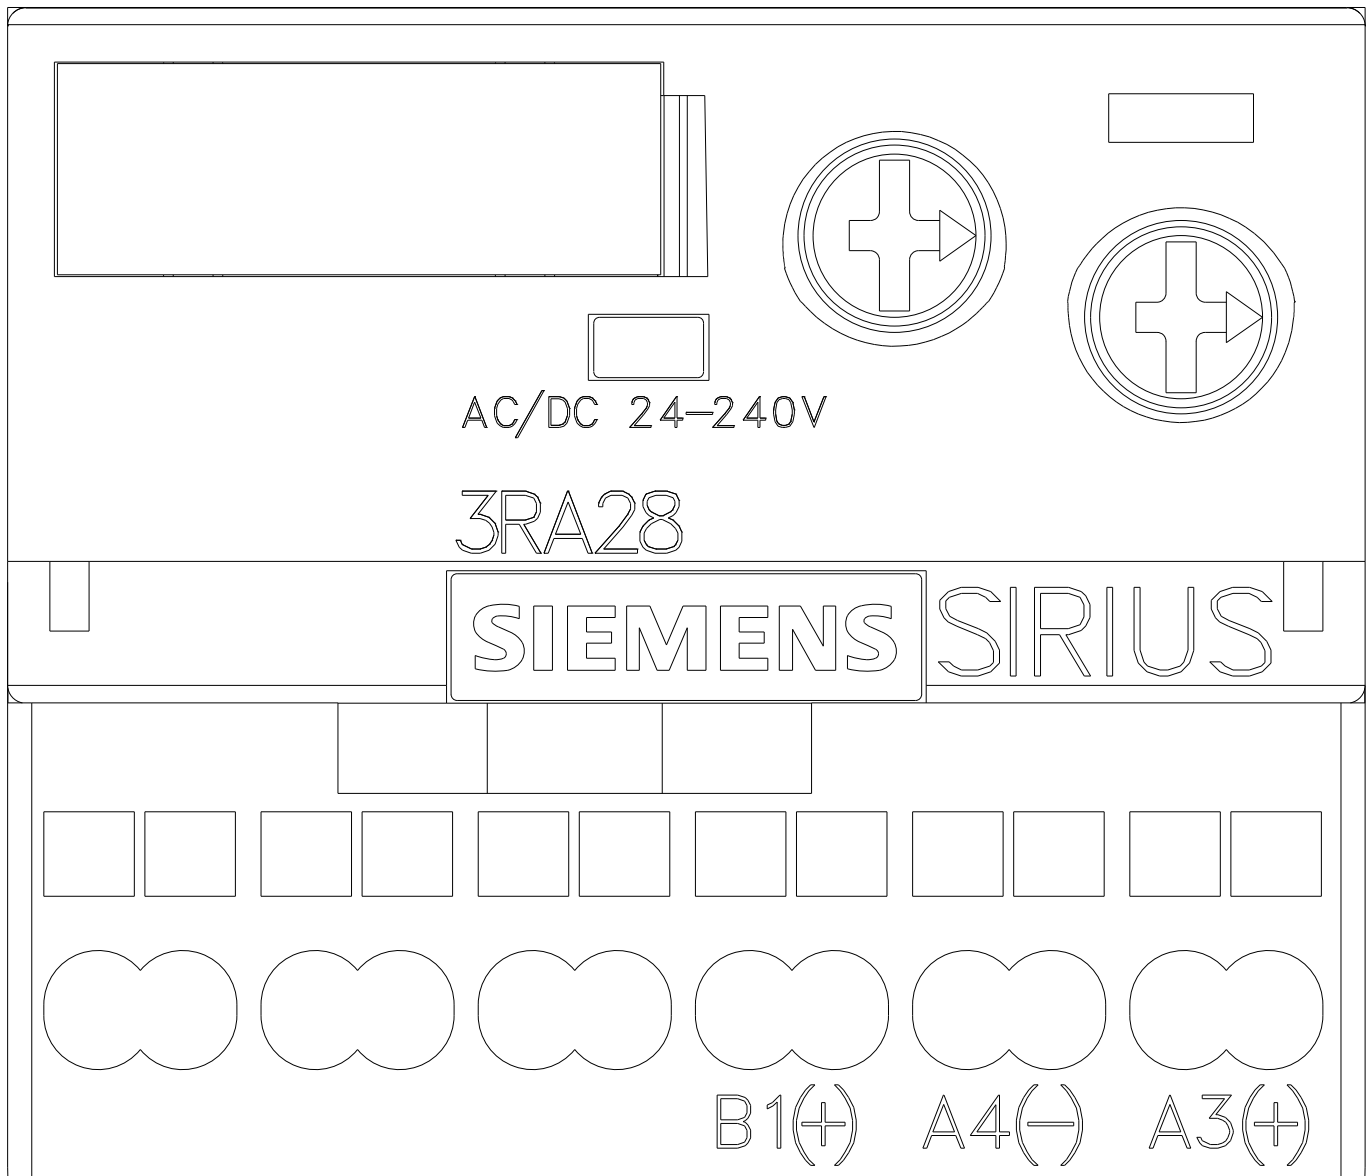 AC/DC 24-240V
3RA28
SIEMENS SIRIUS
B1(+) A4(-) A3(+)